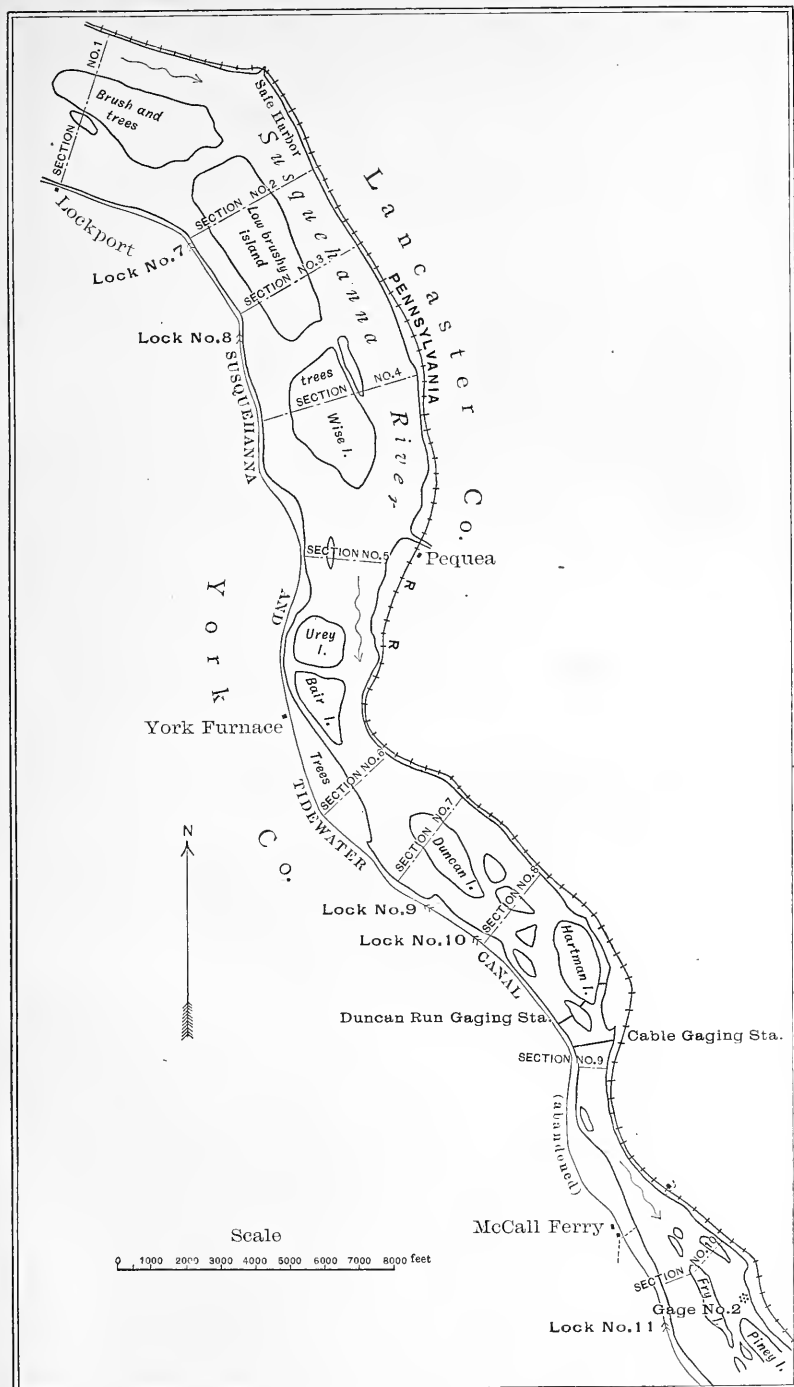 SECTION NO.1
Brush and
trees
Safe Harbor
Lockport
Lock No.7
SECTION NO.2
Low brushy
island
SECTION NO.3
Susquehanna River
Lancaster Co.
PENNSYLVANIA R R
Lock No.8
trees
SECTION NO.4
Wise I.
SUSQUEHANNA AND TIDEWATER CANAL
(abandoned)
SECTION NO.5
Pequea
York Co.
Urey
I.
Bair I.
York Furnace
Trees
SECTION NO.6
SECTION NO.7
Duncan I.
N
Lock No.9
SECTION NO.8
Lock No.10
Hartman I.
Duncan Run Gaging Sta.
Cable Gaging Sta.
SECTION NO.9
McCall Ferry
Scale
0 1000 2000 3000 4000 5000 6000 7000 8000 feet
SECTION NO.10
Fry I.
Gage No.2
Lock No.11
Piney I.